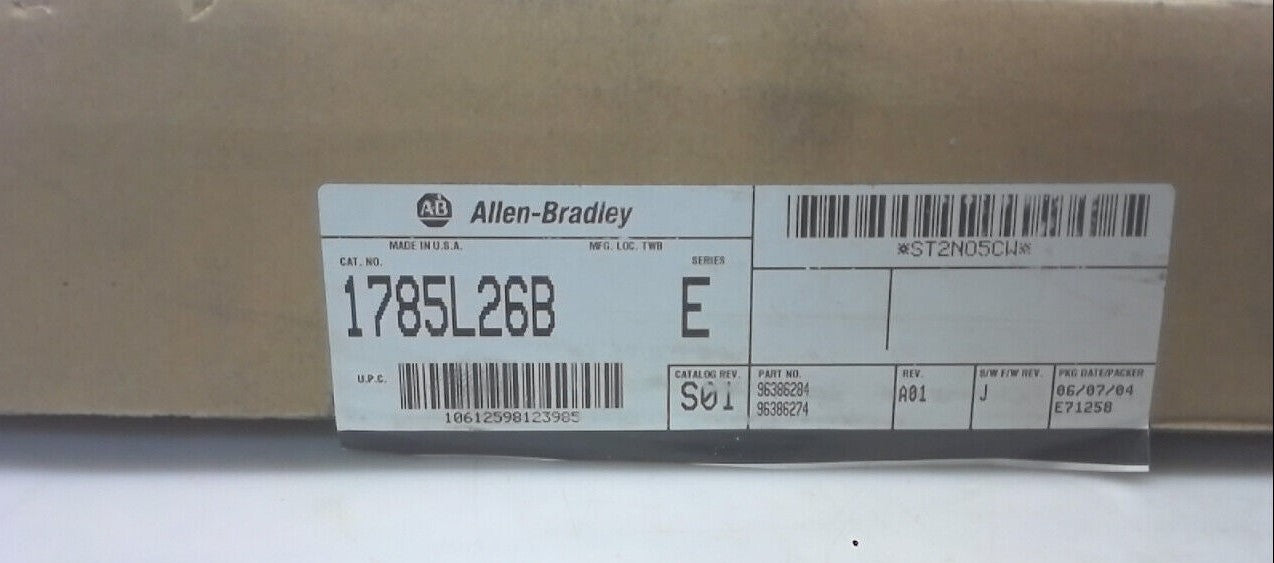 AB Allen-Bradley
MADE IN U.S.A. MFG. LOC. TWB
CAT. NO. SERIES
1785L26B E
U.P.C.
10612598123985
CATALOG REV.
S01
*ST2N05CW*
PART NO.
96386284
96386274
REV.
A01
S/W F/W REV.
J
PKG DATE/PACKER
06/07/04
E71258